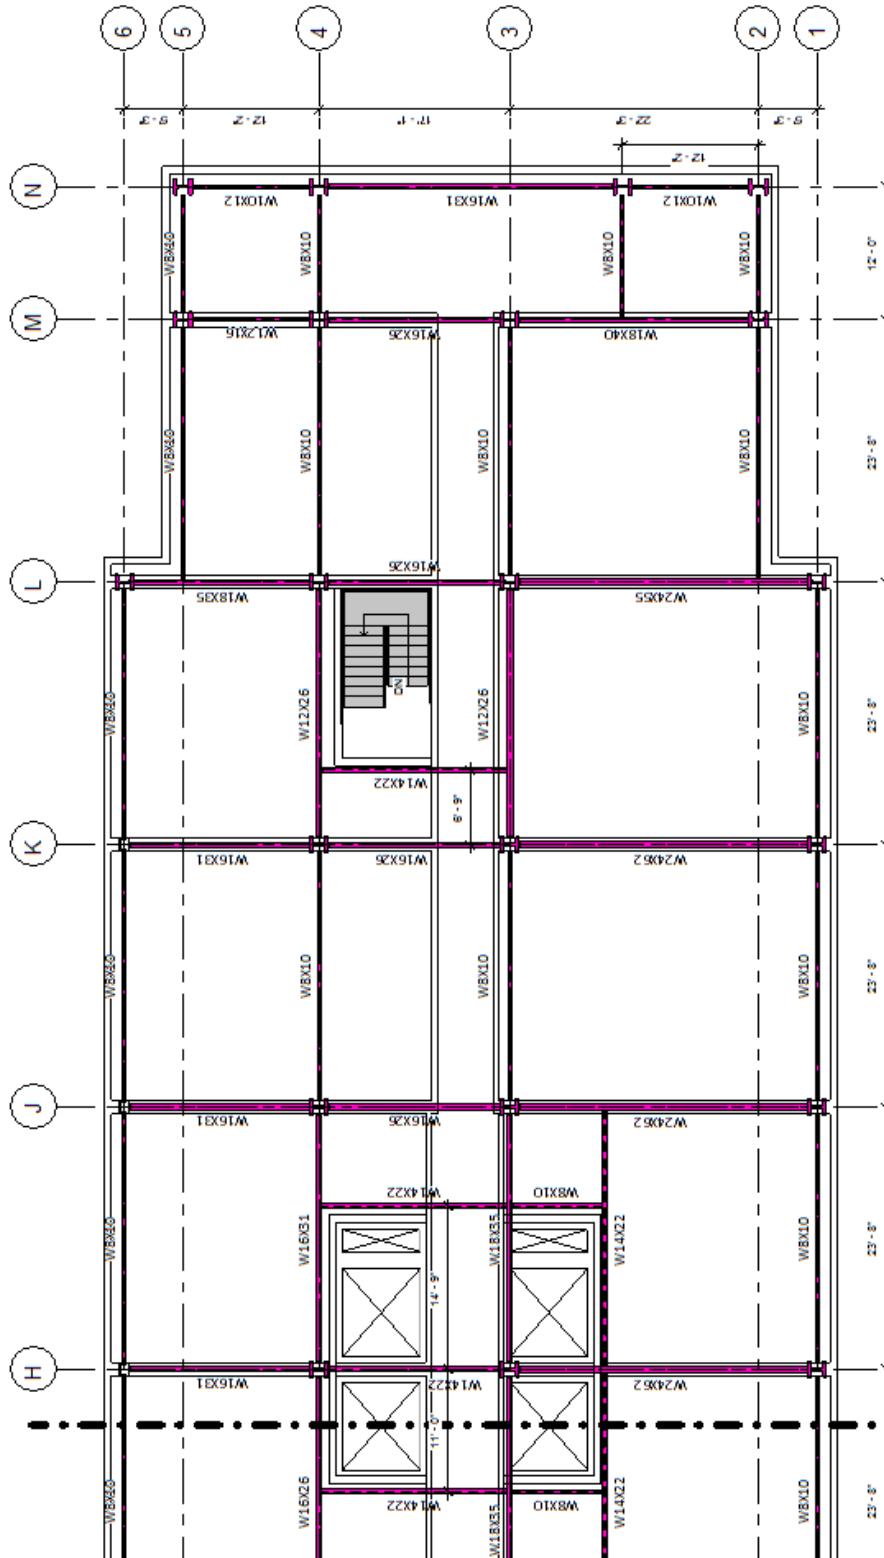 6 5 4 3 2 1
9' - 3" 12' - 2" 17' - 1" 22' - 3" 9' - 3"
12' - 2"
N
W10X12 W16X31 W10X12
W8X10 W8X10 W8X10 W8X10 12' - 0"
M
W12X16 W16X26 W18X40
W8X10 W8X10 W8X10 W8X10 23' - 8"
W16X26
L
W18X35 W24X55
DN
W8X10 W12X26 W12X26 W8X10 23' - 8"
W14X22
6' - 9"
K
W16X31 W16X26 W24X62
W8X10 W8X10 W8X10 W8X10 23' - 8"
J
W16X31 W16X26 W24X62
W14X22 W8X10
W8X10 W16X31 W18X35 W14X22 W8X10 23' - 8"
14' - 9"
H
W16X31 W14X22 W24X62
11' - 0"
W8X10 W16X26 W14X22 W18X35 W8X10 W14X22 W8X10 23' - 8"